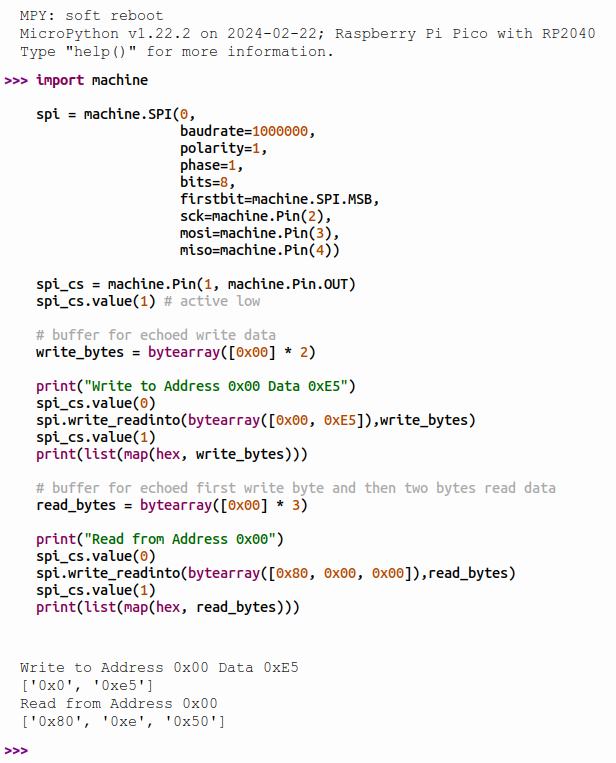 MPY: soft reboot
MicroPython v1.22.2 on 2024-02-22; Raspberry Pi Pico with RP2040
Type "help()" for more information.
>>> import machine
spi = machine.SPI(0,
baudrate=1000000,
polarity=1,
phase=1,
bits=8,
firstbit=machine.SPI.MSB,
sck=machine.Pin(2),
mosi=machine.Pin(3),
miso=machine.Pin(4))
spi_cs = machine.Pin(1, machine.Pin.OUT)
spi_cs.value(1) # active low
# buffer for echoed write data
write_bytes = bytearray([0x00] * 2)
print("Write to Address 0x00 Data 0xE5")
spi_cs.value(0)
spi.write_readinto(bytearray([0x00, 0xE5]),write_bytes)
spi_cs.value(1)
print(list(map(hex, write_bytes)))
# buffer for echoed first write byte and then two bytes read data
read_bytes = bytearray([0x00] * 3)
print("Read from Address 0x00")
spi_cs.value(0)
spi.write_readinto(bytearray([0x80, 0x00, 0x00]),read_bytes)
spi_cs.value(1)
print(list(map(hex, read_bytes)))
Write to Address 0x00 Data 0xE5
['0x0', '0xe5']
Read from Address 0x00
['0x80', '0xe', '0x50']
>>>